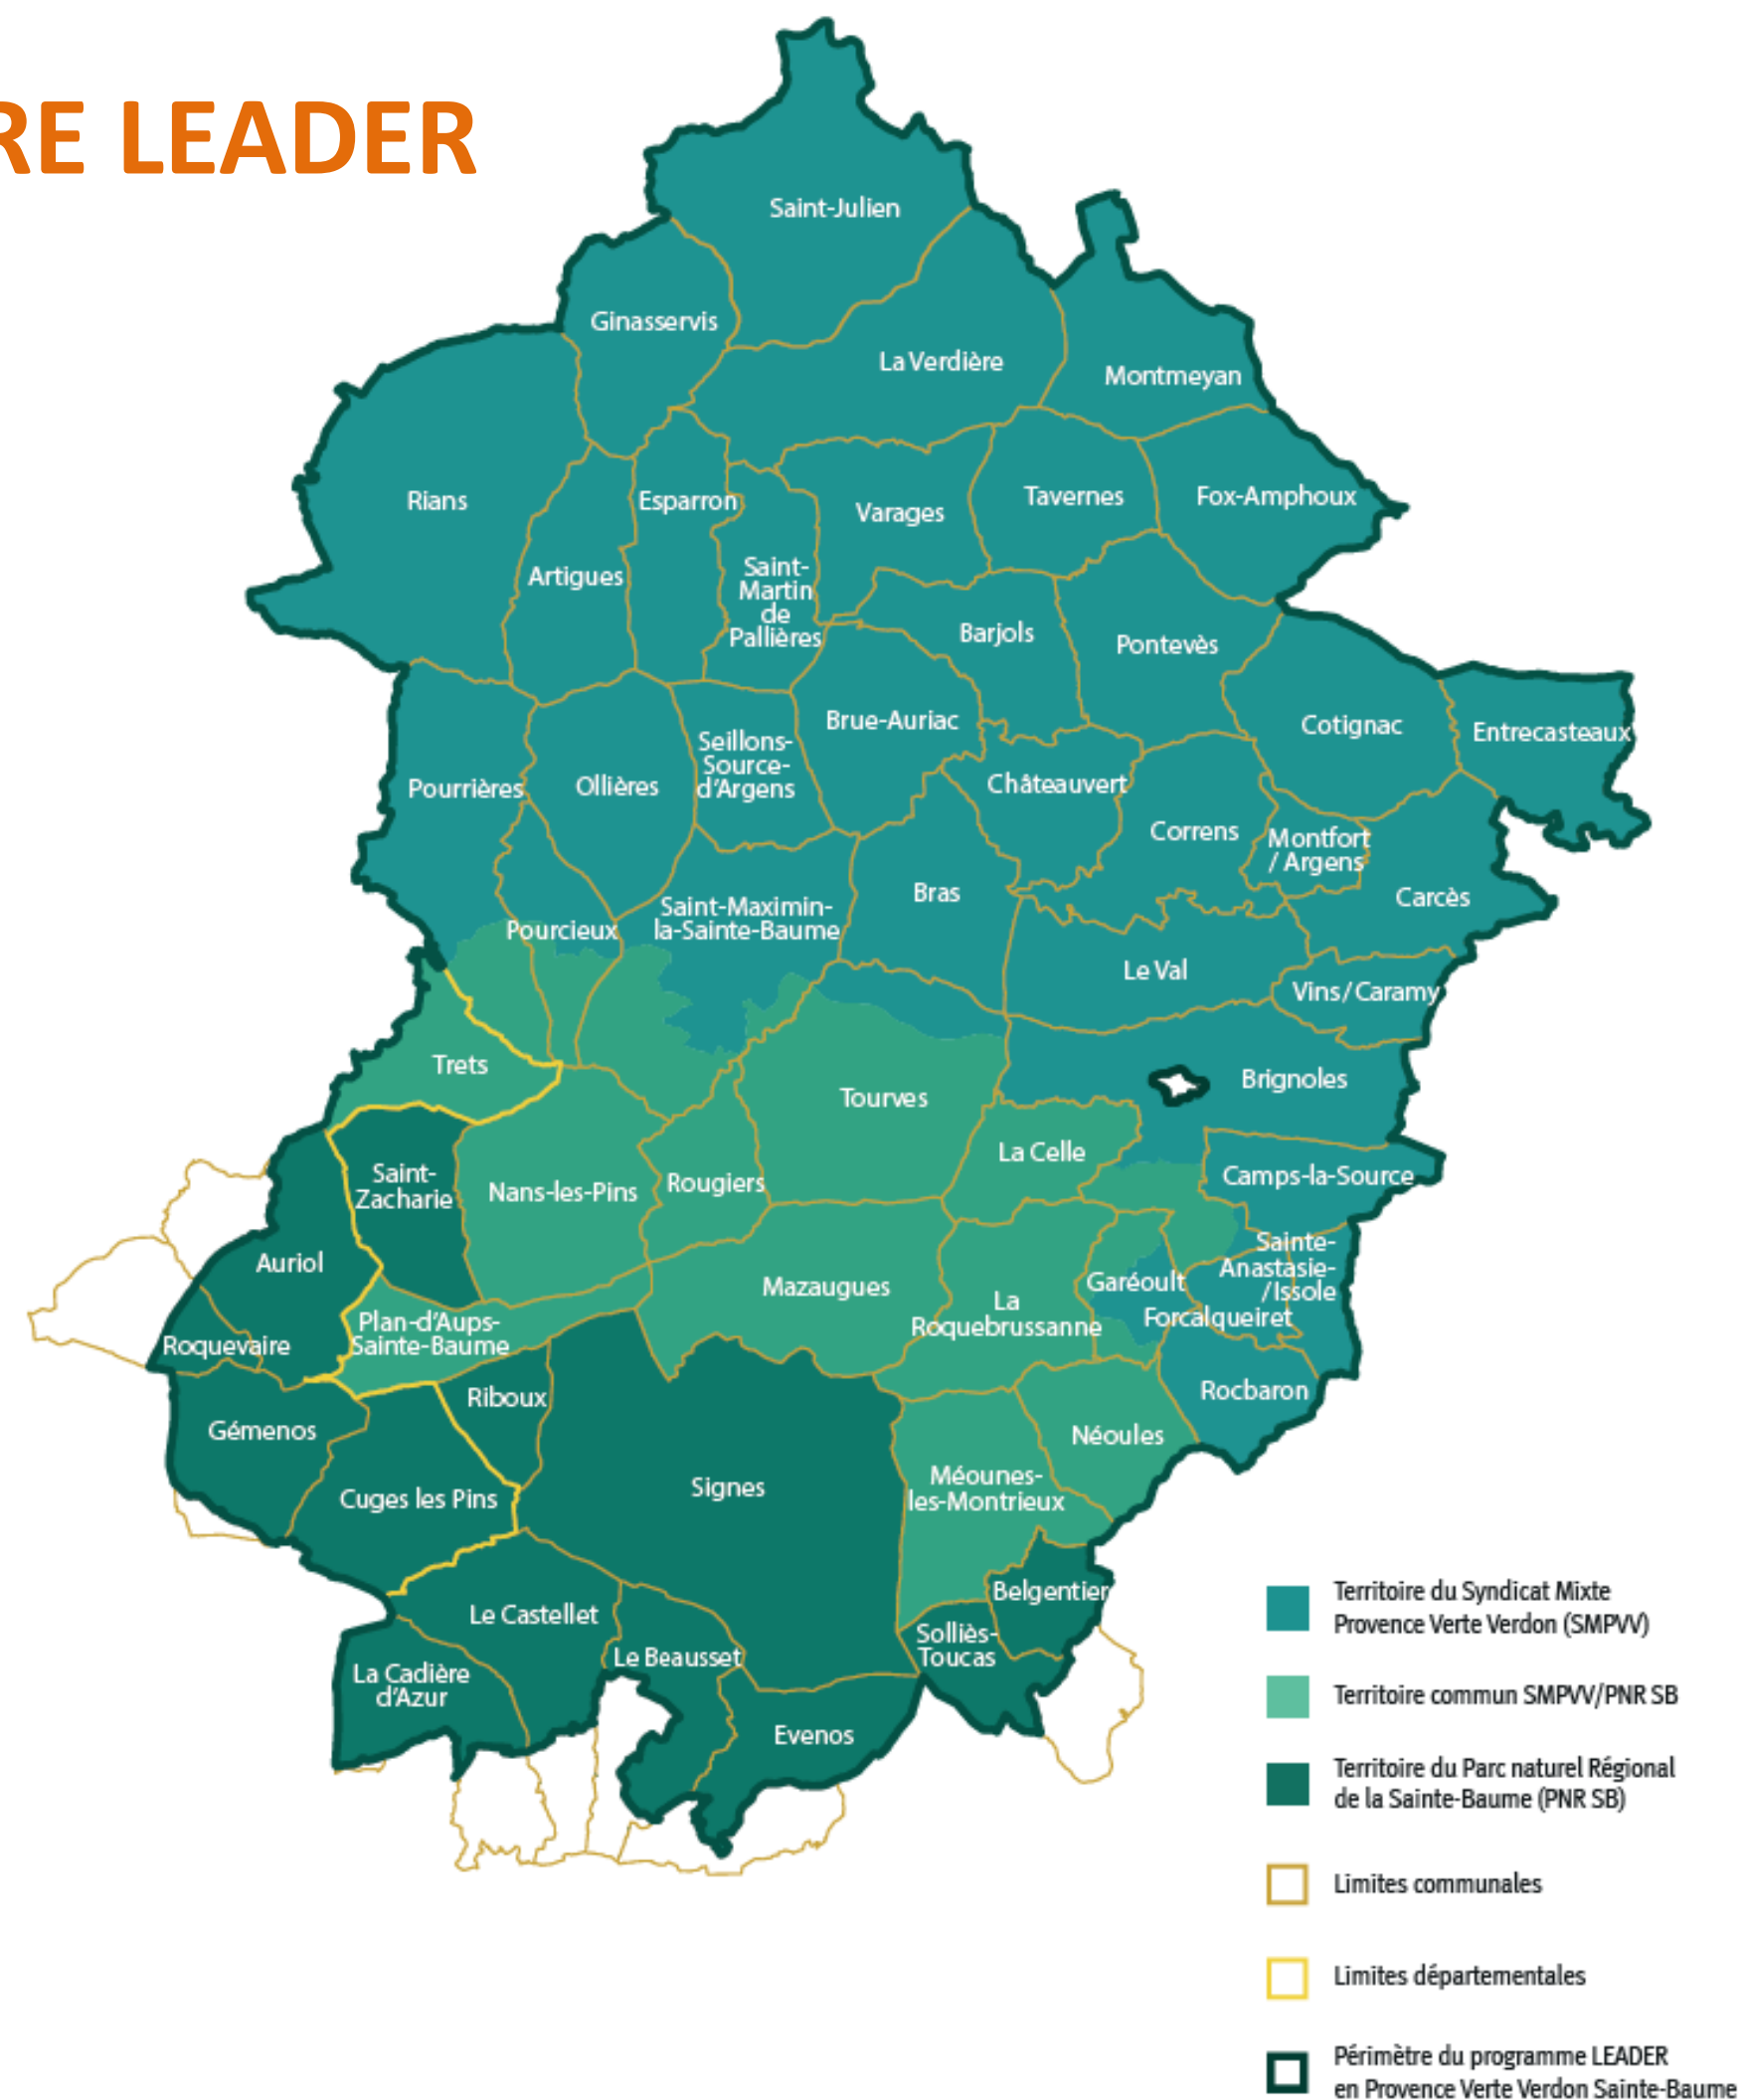 RE LEADER
Saint-Julien
Ginasservis
La Verdière
Montmeyan
Rians
Esparron
Varages
Tavernes
Fox-Amphoux
Artigues
Saint-
Martin
de
Pallières
Barjols
Pontevès
Brue-Auriac
Cotignac
Entrecasteaux
Seillons-
Source-
d'Argens
Pourrières
Ollières
Châteauvert
Correns
Montfort
/ Argens
Carcès
Bras
Saint-Maximin-
la-Sainte-Baume
Pourcieux
Le Val
Vins / Caramy
Trets
Tourves
Brignoles
La Celle
Camps-la-Source
Saint-
Zacharie
Nans-les-Pins
Rougiers
Auriol
Sainte-
Anastasie-
/Issole
Garéoult
Mazaugues
La
Roquebrussanne
Forcalqueiret
Plan-d'Aups-
Sainte-Baume
Roquevaire
Riboux
Rocbaron
Gémenos
Néoules
Cuges les Pins
Signes
Méounes-
les-Montrieux
Belgentier
Le Castellet
Solliès-
Toucas
Le Beausset
La Cadière
d'Azur
Evenos
Territoire du Syndicat Mixte
Provence Verte Verdon (SMPVV)
Territoire commun SMPVV/PNR SB
Territoire du Parc naturel Régional
de la Sainte-Baume (PNR SB)
Limites communales
Limites départementales
Périmètre du programme LEADER
en Provence Verte Verdon Sainte-Baume